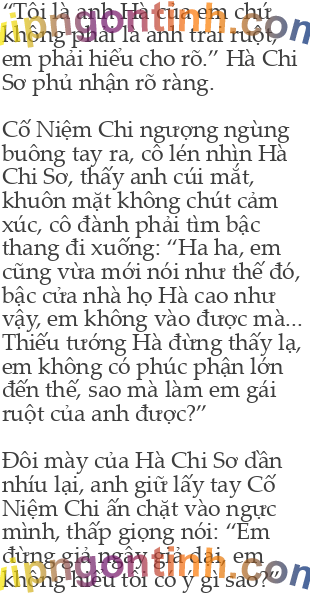 “Tôi là anh Hà của em chứ
không phải là anh trai ruột,
em phải hiểu cho rõ.” Hà Chi
Sơ phủ nhận rõ ràng.
Cố Niệm Chi ngượng ngùng
buông tay ra, cô lén nhìn Hà
Chi Sơ, thấy anh cúi mắt,
khuôn mặt không chút cảm
xúc, cô đành phải tìm bậc
thang đi xuống: “Ha ha, em
cũng vừa mới nói như thế đó,
bậc cửa nhà họ Hà cao như
vậy, em không vào được mà...
Thiếu tướng Hà đừng thấy lạ,
em không có phúc phận lớn
đến thế, sao mà làm em gái
ruột của anh được?”
Đôi mày của Hà Chi Sơ dần
nhíu lại, anh giữ lấy tay Cố
Niệm Chi ấn chặt vào ngực
mình, thấp giọng nói: “Em
đừng giả ngây giả dại, em
không hiểu tôi có ý gì sao?”
vipngontinh.com
vipngontinh.com